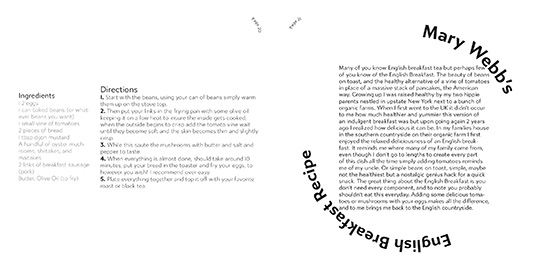 Page 20
Ingredients
2 eggs
1 can baked beans (or what
ever beans you want)
1 small vine of tomatoes
2 pieces of bread
1 tbsp dijon mustard
A handful of oyster mush
rooms, shitakes, and
maitakes
2 links of breakfast sausage
(pork)
Butter, Olive Oil (to fry)
Directions
1. Start with the beans, using your can of beans simply warm
them up on the stove top.
2. Then put your links in the frying pan with some olive oil
keeping it on a low heat to insure the inside gets cooked,
when the outside begins to crisp add the tomato vine wait
until they become soft and the skin becomes thin and slightly
crisp
3. While this saute the mushrooms with butter and salt and
pepper to taste
4. When everything is almost done, should take around 10
minutes, put your bread in the toaster and fry your eggs, to
however you wish! I recommend over easy
5. Plate everything together and top it off with your favorite
roast or black tea
Page 21
Mary Webb's
English Breakfast Recipe
Many of you know English breakfast tea but perhaps few
of you know of the English Breakfast. The beauty of beans
on toast, and the healthy alternative of a vine of tomatoes
in place of a massive stack of pancakes, the American
way. Growing up I was raised healthy by my two hippie
parents nestled in upstate New York next to a bunch of
organic farms. When I first went to the UK it didn't occur
to me how much healthier and yummier this version of
an indulgent breakfast was but upon going again 2 years
ago I realized how delicious it can be. In my families house
in the southern countryside on their organic farm I first
enjoyed the relaxed deliciousness of an English break-
fast. It reminds me where many of my family came from,
even though I don't go to lengths to create every part
of this dish all the time simply adding tomatoes reminds
me of my uncle. Or simple beans on toast, simple, maybe
not the healthiest but a nostalgic genius hack for a quick
snack. The great thing about the English Breakfast is you
don't need every component, and to note you probably
shouldn't eat this everyday. Adding some delicious toma-
toes or mushrooms with your eggs makes all the difference,
and to me brings me back to the English countryside.